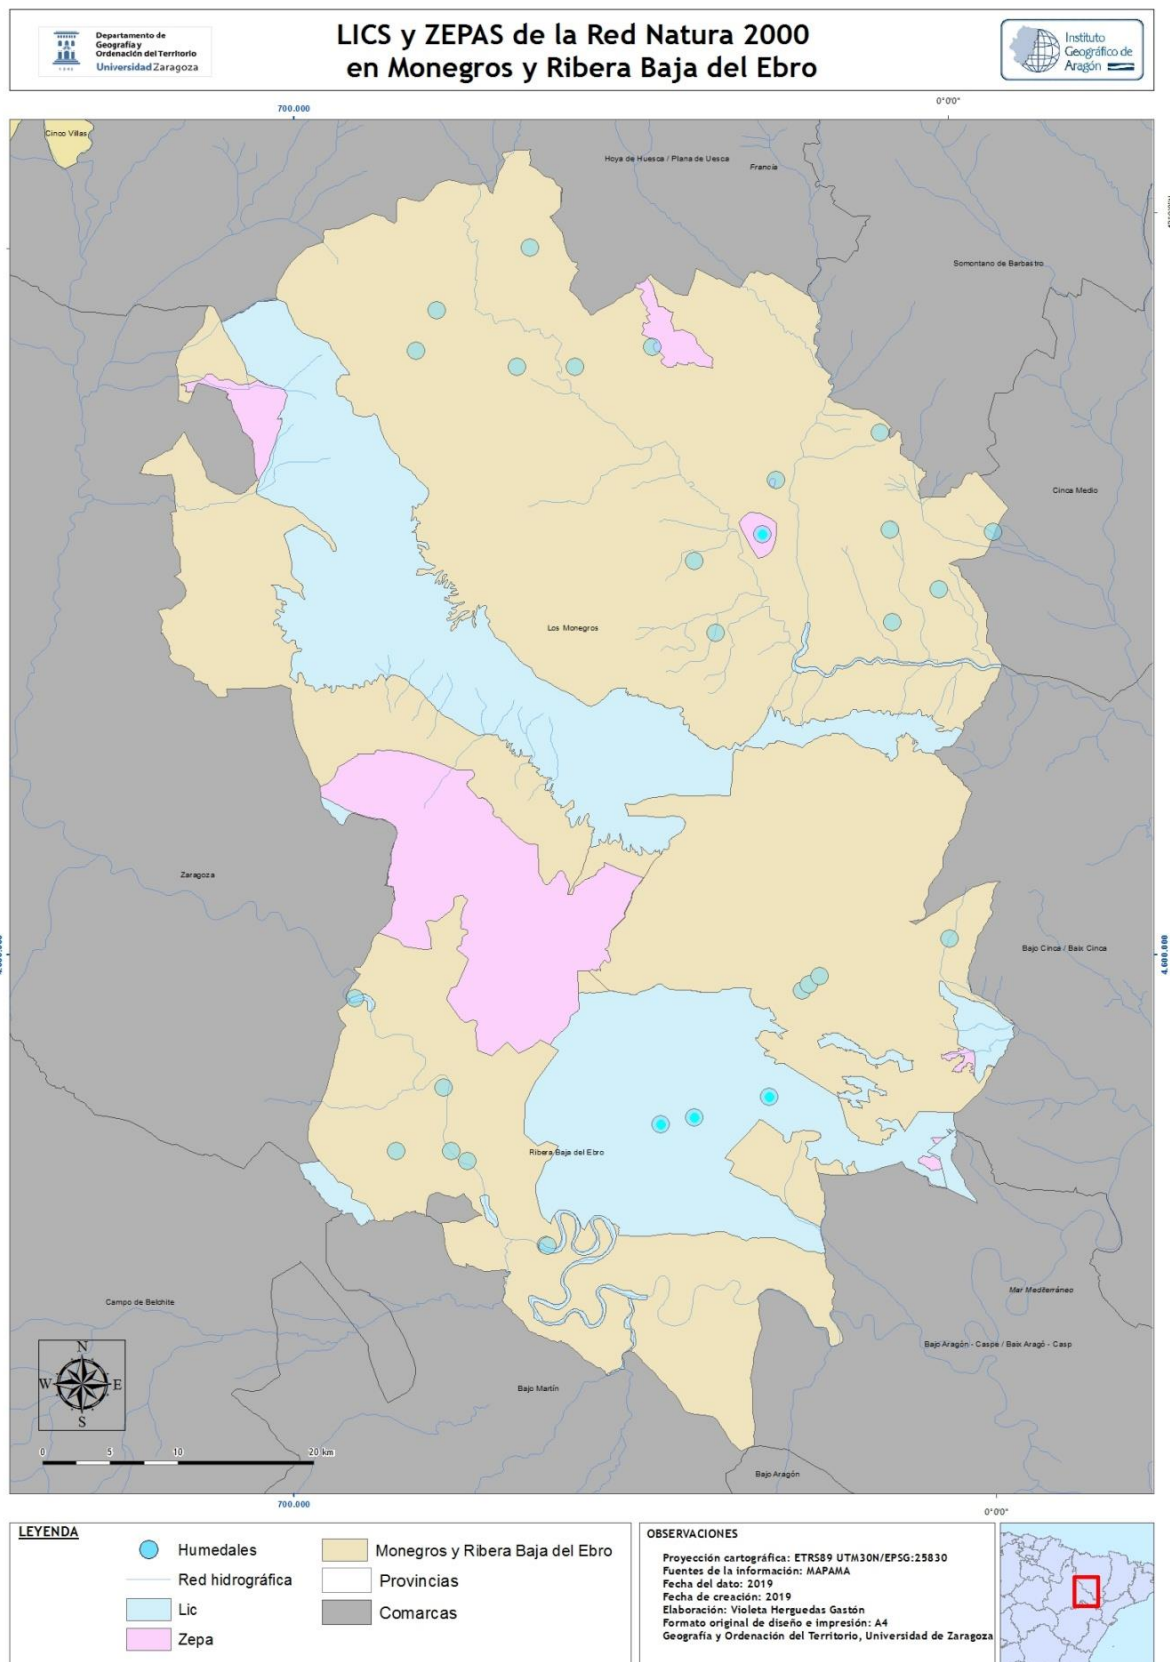 Departamento de
Geografía y
Ordenación del Territorio
Universidad Zaragoza
1542
LICS y ZEPAS de la Red Natura 2000
en Monegros y Ribera Baja del Ebro
Instituto
Geográfico de
Aragón
700.000
0°0'0"
Cinco Villas
Hoya de Huesca / Plana de Uesca
Francia
Somontano de Barbastro
Cinca Medio
Los Monegros
Zaragoza
Bajo Cinca / Baix Cinca
4.600.000
Ribera Baja del Ebro
Mar Mediterráneo
Campo de Belchite
Bajo Aragón - Caspe / Baix Aragó - Casp
Bajo Martín
Bajo Aragón
N
W
E
S
0 5 10 20 km
700.000
0°0'0"
LEYENDA
Humedales
Red hidrográfica
Lic
Zepa
Monegros y Ribera Baja del Ebro
Provincias
Comarcas
OBSERVACIONES
Proyección cartográfica: ETRS89 UTM30N/EPSG:25830
Fuentes de la información: MAPAMA
Fecha del dato: 2019
Fecha de creación: 2019
Elaboración: Violeta Herguedas Gastón
Formato original de diseño e impresión: A4
Geografía y Ordenación del Territorio, Universidad de Zaragoza